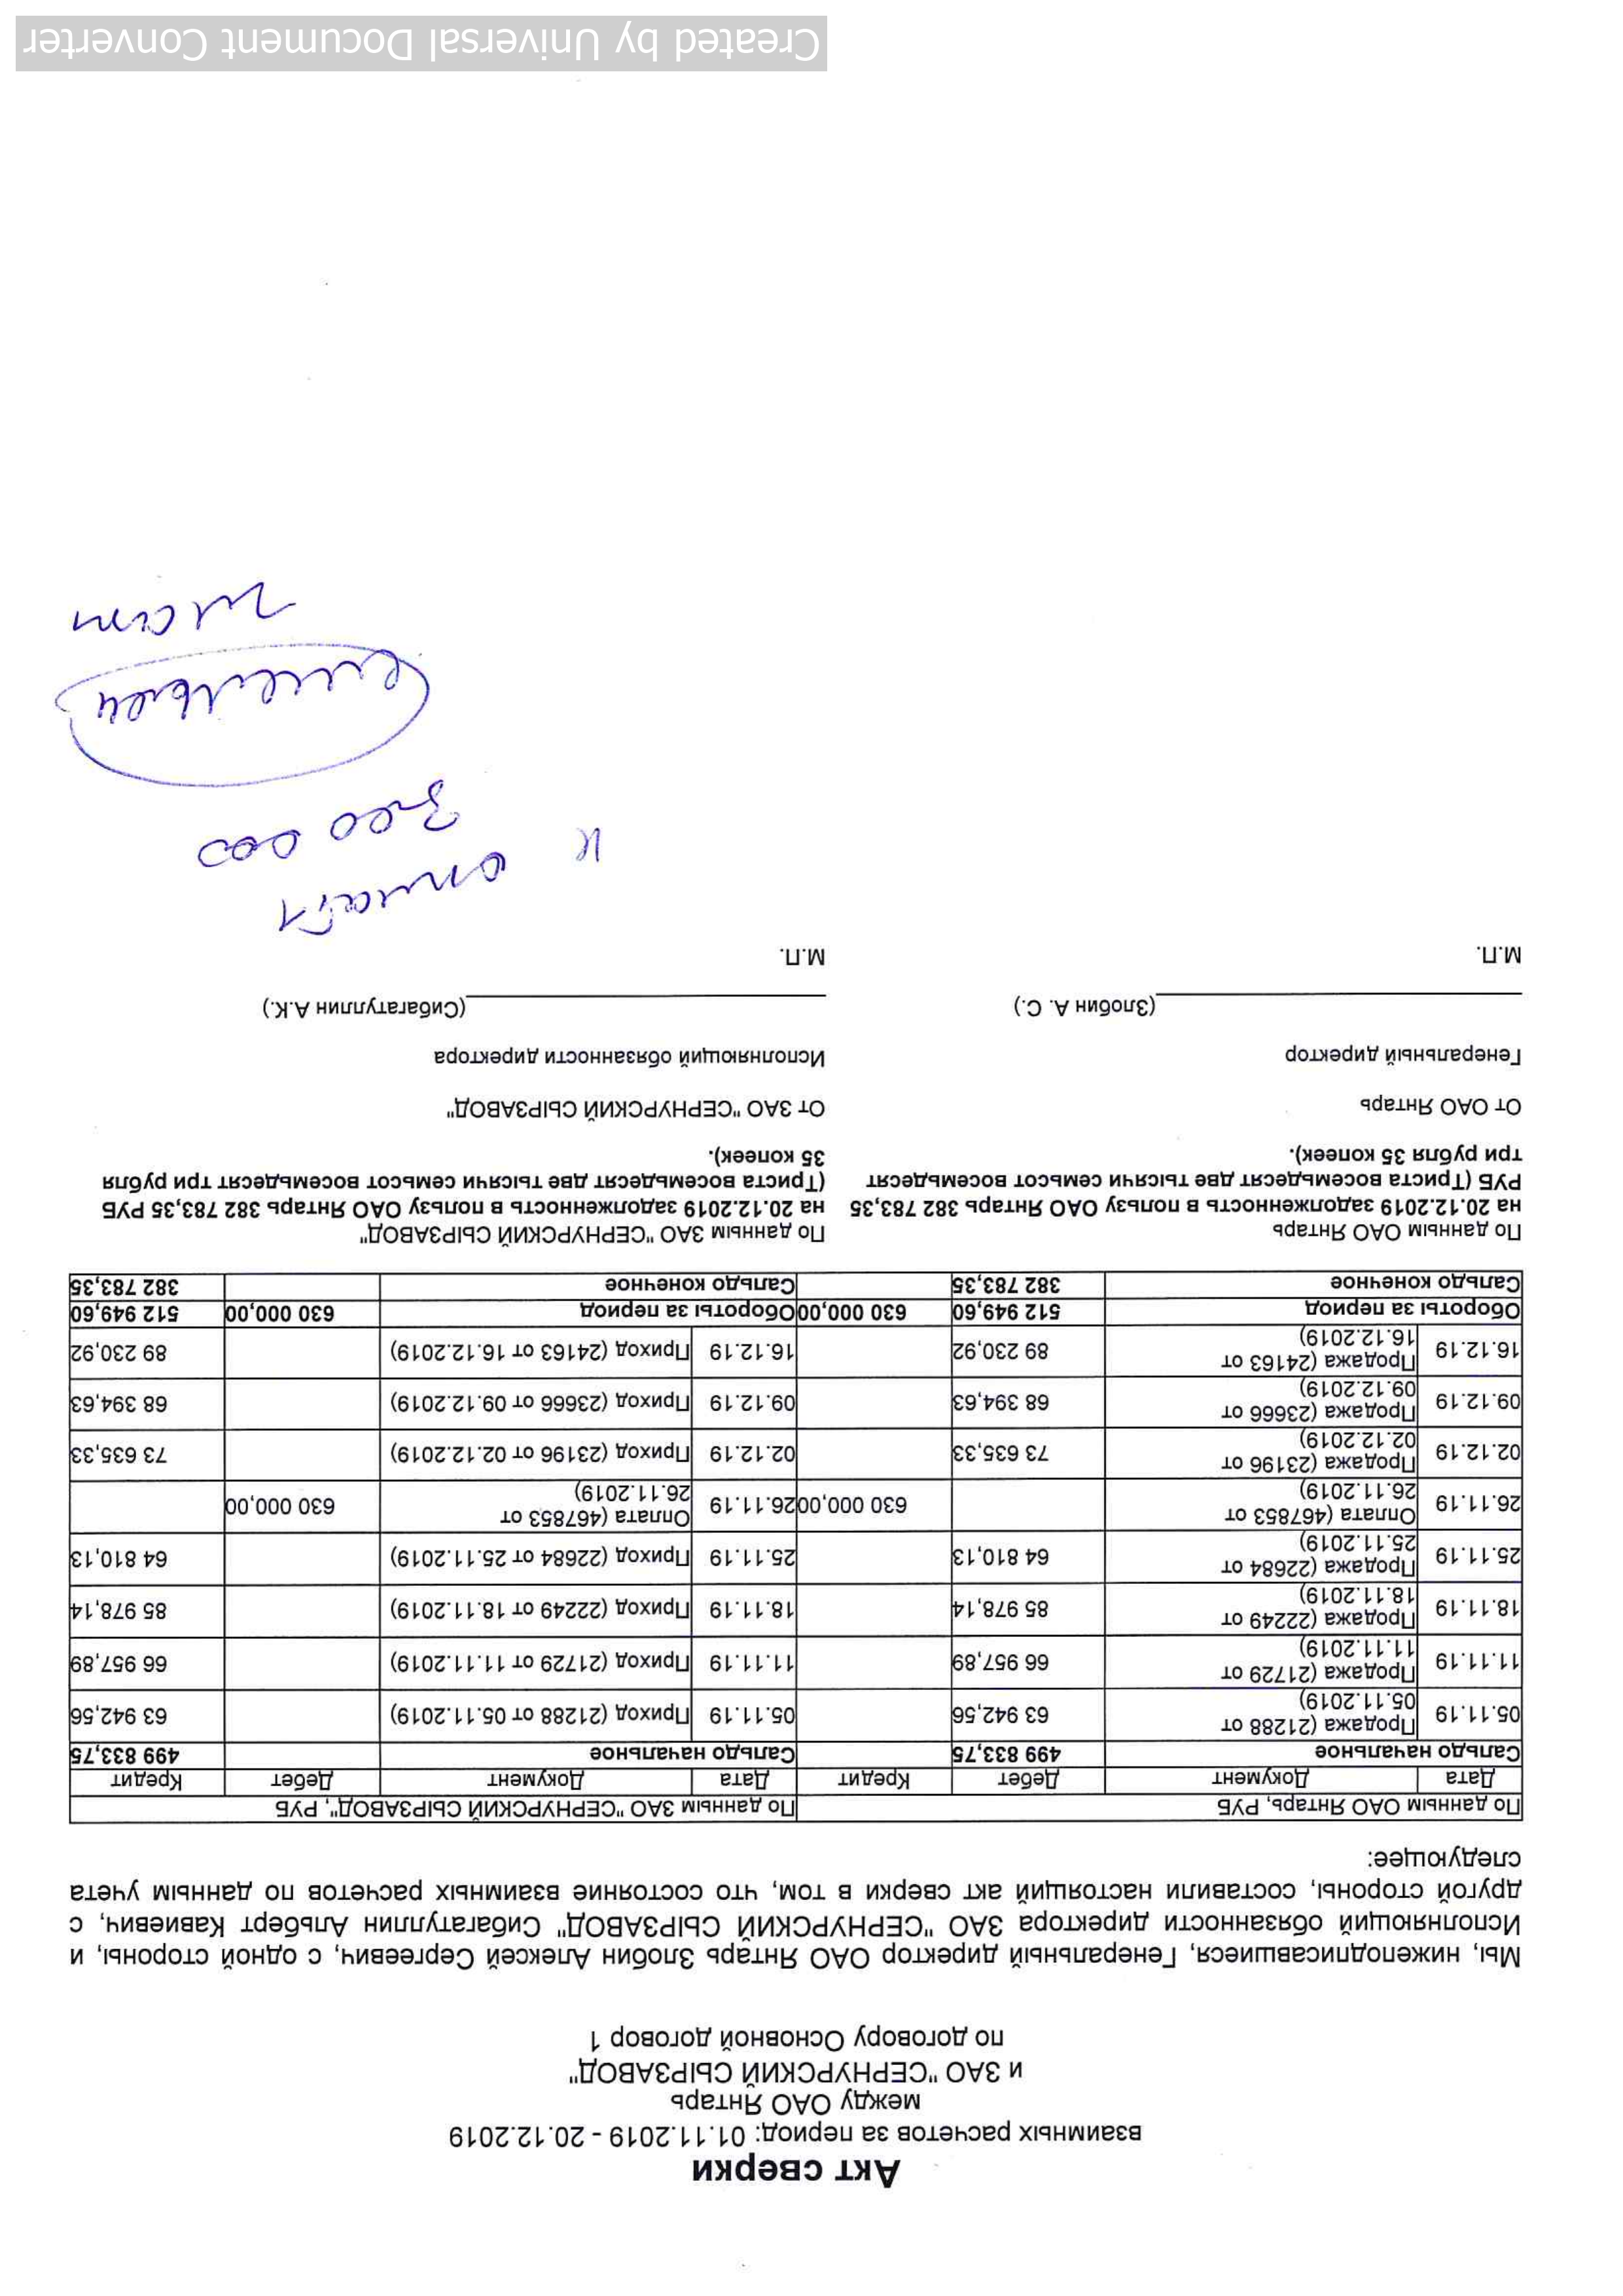 Акт сверки
взаимных расчетов за период: 01.11.2019 - 20.12.2019
между ОАО Янтарь
и ЗАО "СЕРНУРСКИЙ СЫРЗАВОД"
по договору Основной договор 1
Мы, нижеподписавшиеся, Генеральный директор ОАО Янтарь Злобин Алексей Сергеевич, с одной стороны, и
Исполняющий обязанности директора ЗАО "СЕРНУРСКИЙ СЫРЗАВОД" Сибагатуллин Альберт Кавиевич, с
другой стороны, составили настоящий акт сверки в том, что состояние взаимных расчетов по данным учета
следующее:
По данным ОАО Янтарь, РУБ По данным ЗАО "СЕРНУРСКИЙ СЫРЗАВОД", РУБ
Дата Документ Дебет Кредит Дата Документ Дебет Кредит
Сальдо начальное 499 833,75 Сальдо начальное 499 833,75
05.11.19 Продажа (21288 от 05.11.2019) 63 942,56 05.11.19 Приход (21288 от 05.11.2019) 63 942,56
11.11.19 Продажа (21729 от 11.11.2019) 66 957,89 11.11.19 Приход (21729 от 11.11.2019) 66 957,89
18.11.19 Продажа (22249 от 18.11.2019) 85 978,14 18.11.19 Приход (22249 от 18.11.2019) 85 978,14
25.11.19 Продажа (22684 от 25.11.2019) 64 810,13 25.11.19 Приход (22684 от 25.11.2019) 64 810,13
26.11.19 Оплата (467853 от 26.11.2019) 630 000,00 26.11.19 Оплата (467853 от 26.11.2019) 630 000,00
02.12.19 Продажа (23196 от 02.12.2019) 73 635,33 02.12.19 Приход (23196 от 02.12.2019) 73 635,33
09.12.19 Продажа (23666 от 09.12.2019) 68 394,63 09.12.19 Приход (23666 от 09.12.2019) 68 394,63
16.12.19 Продажа (24163 от 16.12.2019) 89 230,92 16.12.19 Приход (24163 от 16.12.2019) 89 230,92
Обороты за период 512 949,60 630 000,00 Обороты за период 630 000,00 512 949,60
Сальдо конечное 382 783,35 Сальдо конечное 382 783,35
По данным ОАО Янтарь
на 20.12.2019 задолженность в пользу ОАО Янтарь 382 783,35
РУБ (Триста восемьдесят две тысячи семьсот восемьдесят
три рубля 35 копеек).
От ОАО Янтарь
Генеральный директор
(Злобин А. С.)
М.П.
По данным ЗАО "СЕРНУРСКИЙ СЫРЗАВОД"
на 20.12.2019 задолженность в пользу ОАО Янтарь 382 783,35 РУБ
(Триста восемьдесят две тысячи семьсот восемьдесят три рубля
35 копеек).
От ЗАО "СЕРНУРСКИЙ СЫРЗАВОД"
Исполняющий обязанности директора
(Сибагатуллин А.К.)
М.П.
к оплате
300 000
Created by Universal Document Converter